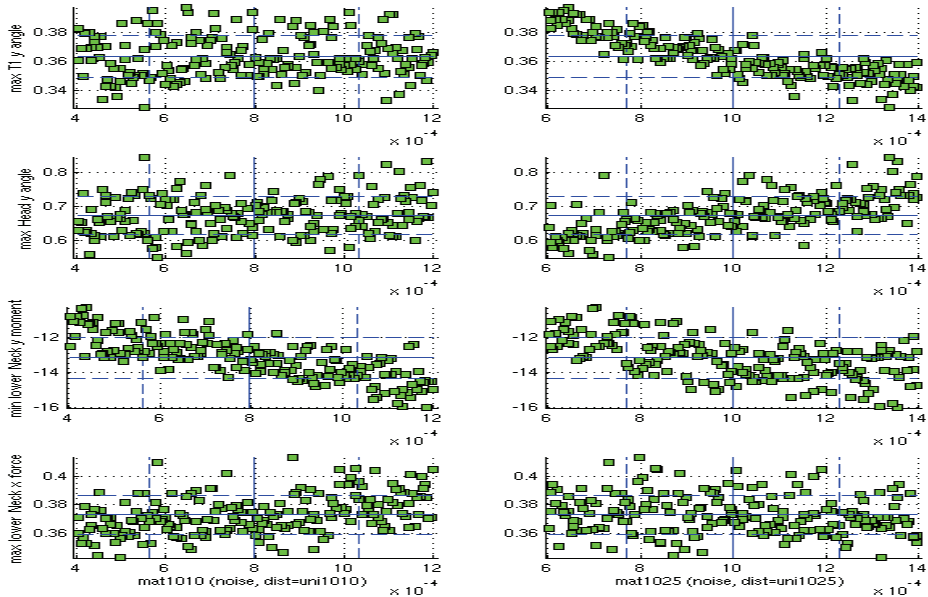 max T1 y angle
0.38
0.36
0.34
4 6 8 10 12
x 10^-4
6 8 10 12 14
x 10^-4
max Head y angle
0.8
0.7
0.6
4 6 8 10 12
x 10^-4
0.8
0.7
0.6
6 8 10 12 14
x 10^-4
min lower Neck y moment
-12
-14
-16
4 6 8 10 12
x 10^-4
-12
-14
-16
6 8 10 12 14
x 10^-4
max lower Neck x force
0.4
0.38
0.36
4 6 8 10 12
mat1010 (noise, dist=uni1010)
x 10^-4
0.4
0.38
0.36
6 8 10 12 14
mat1025 (noise, dist=uni1025)
x 10^-4
0.38
0.36
0.34